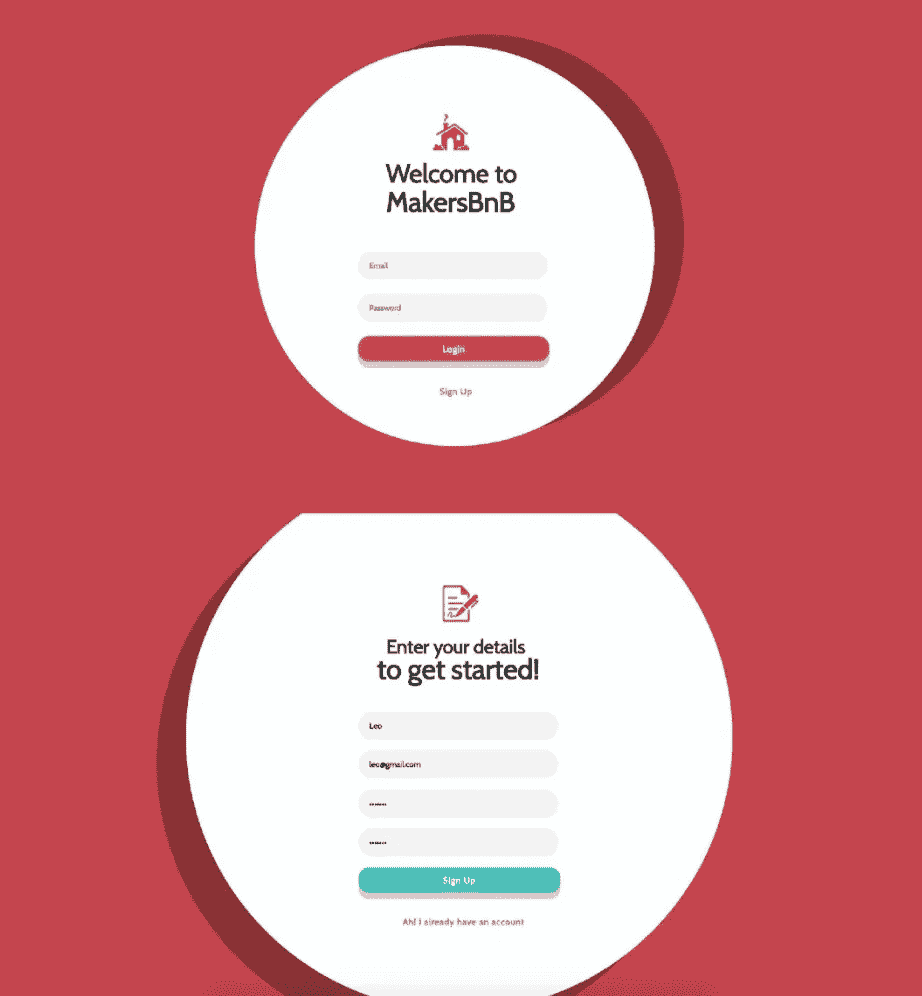 Welcome to
MakersBnB
Email
Password
Login
Sign Up
Enter your details
to get started!
Leo
leo@gmail.com
•••••••
•••••••
Sign Up
Ah! I already have an account